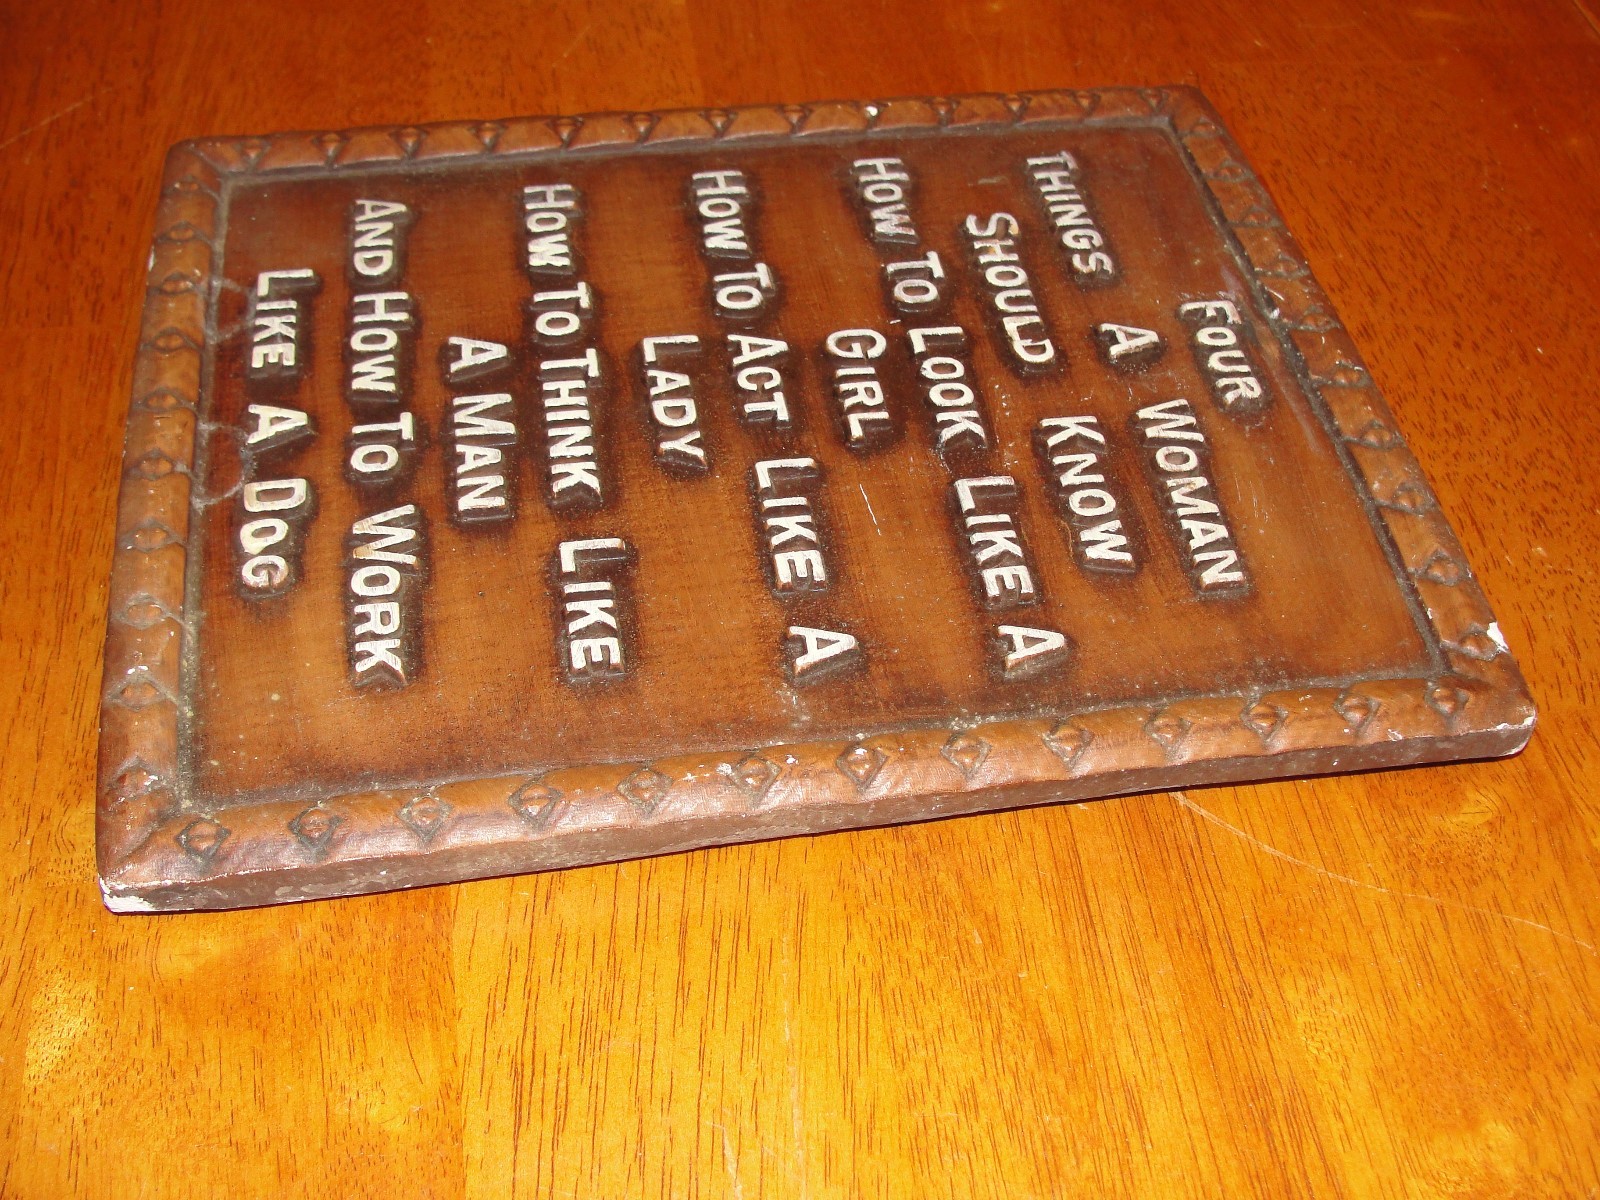 FOUR
THINGS A WOMAN
SHOULD KNOW
HOW TO LOOK LIKE A
GIRL
HOW TO ACT LIKE A
LADY
HOW TO THINK LIKE
A MAN
AND HOW TO WORK
LIKE A DOG